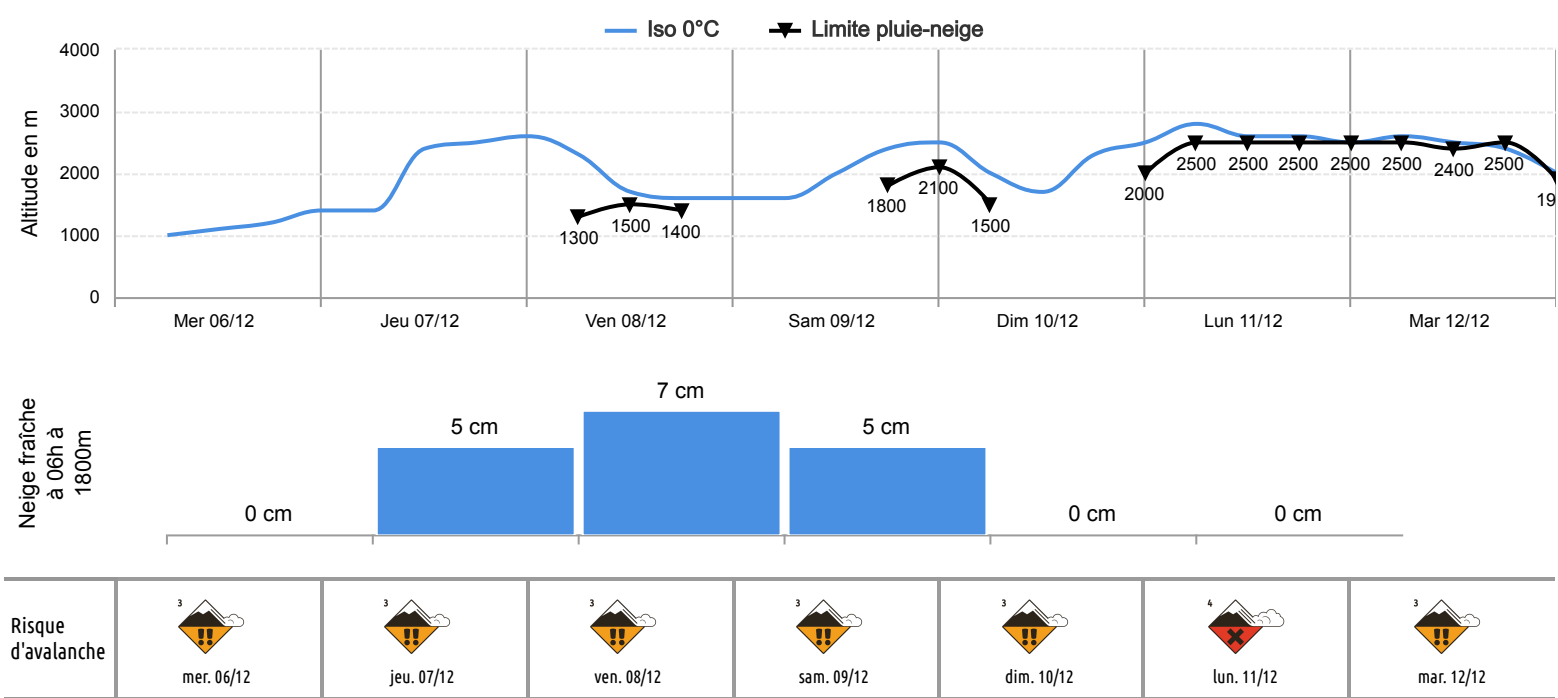 Iso 0°C Limite pluie-neige
Altitude en m
4000
3000
2000
1000
0
1300 1500 1400 1800 2100 1500 2000 2500 2500 2500 2500 2500 2400 2500 19
Mer 06/12 Jeu 07/12 Ven 08/12 Sam 09/12 Dim 10/12 Lun 11/12 Mar 12/12
Neige fraîche
à 06h à
1800m
0 cm 5 cm 7 cm 5 cm 0 cm 0 cm
Risque
d'avalanche
3 3 3 3 3 4 3
mer. 06/12 jeu. 07/12 ven. 08/12 sam. 09/12 dim. 10/12 lun. 11/12 mar. 12/12